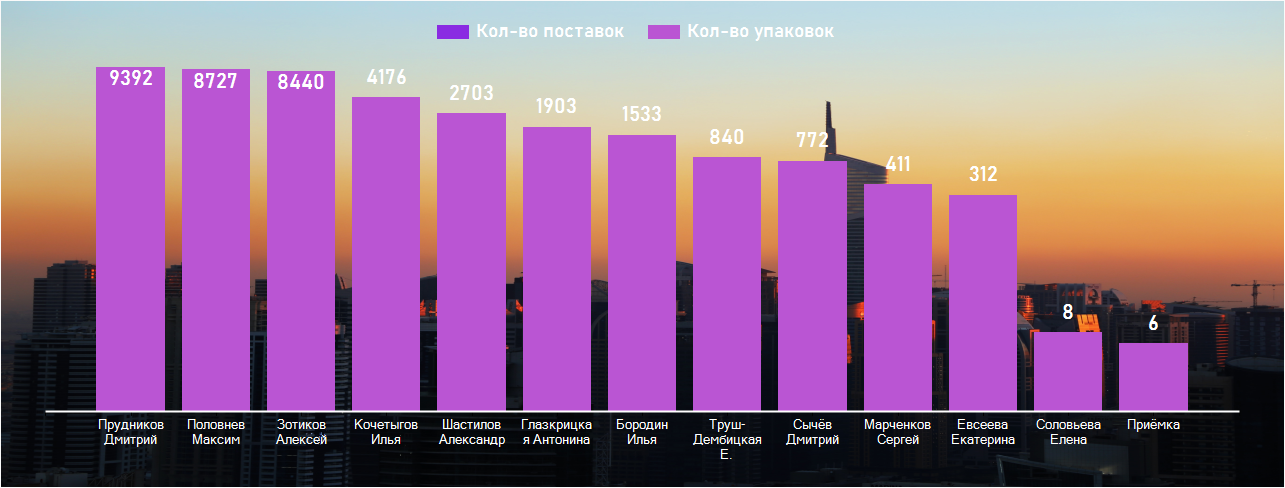 Кол-во поставок Кол-во упаковок
9392 8727 8440 4176 2703 1903 1533 840 772 411 312 8 6
Прудников
Дмитрий
Половнев
Максим
Зотиков
Алексей
Кочетыгов
Илья
Шастилов
Александр
Глазкрицка
я Антонина
Бородин
Илья
Труш-
Дембицкая
Е.
Сычёв
Дмитрий
Марченков
Сергей
Евсеева
Екатерина
Соловьева
Елена
Приёмка